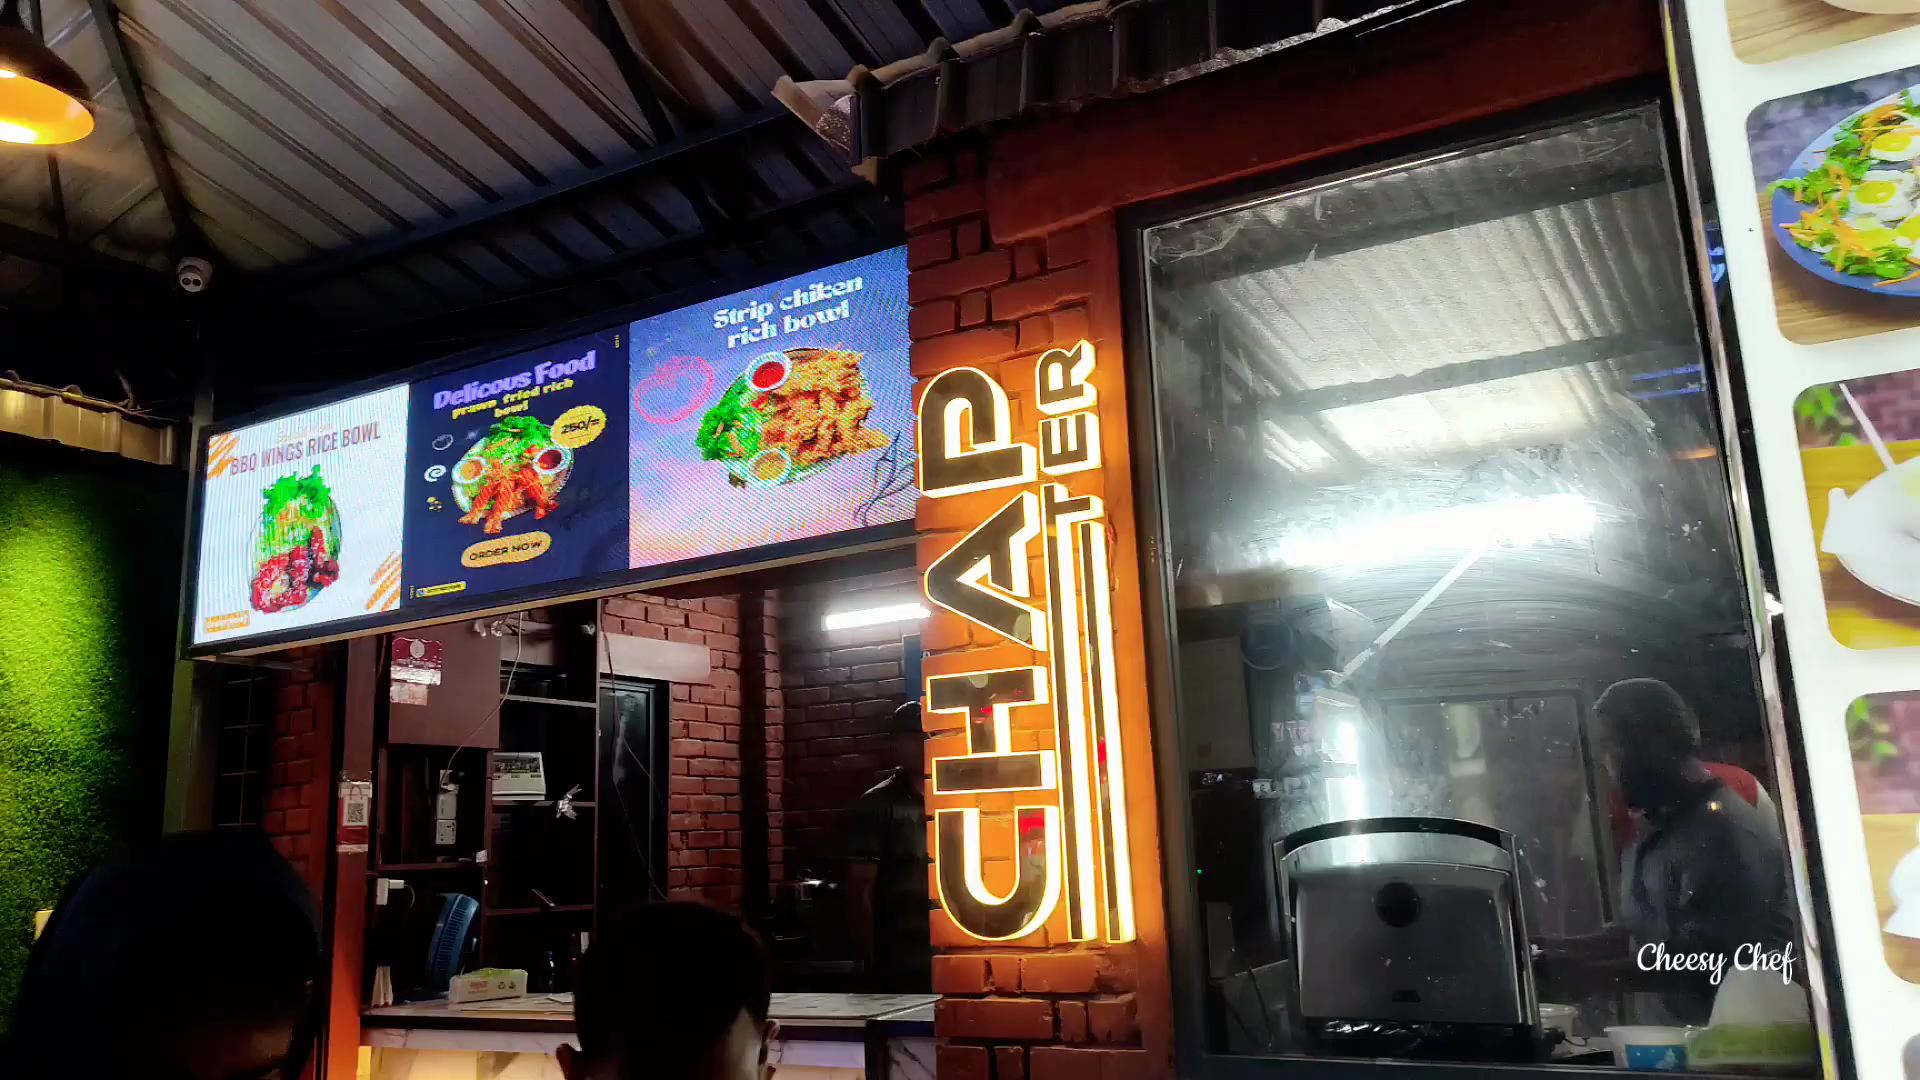 BBQ WINGS RICE BOWL
Delicous Food
prawn fried rich
bowl
250/=
ORDER NOW
Strip chiken
rich bowl
CHAP
TER
Cheesy Chef